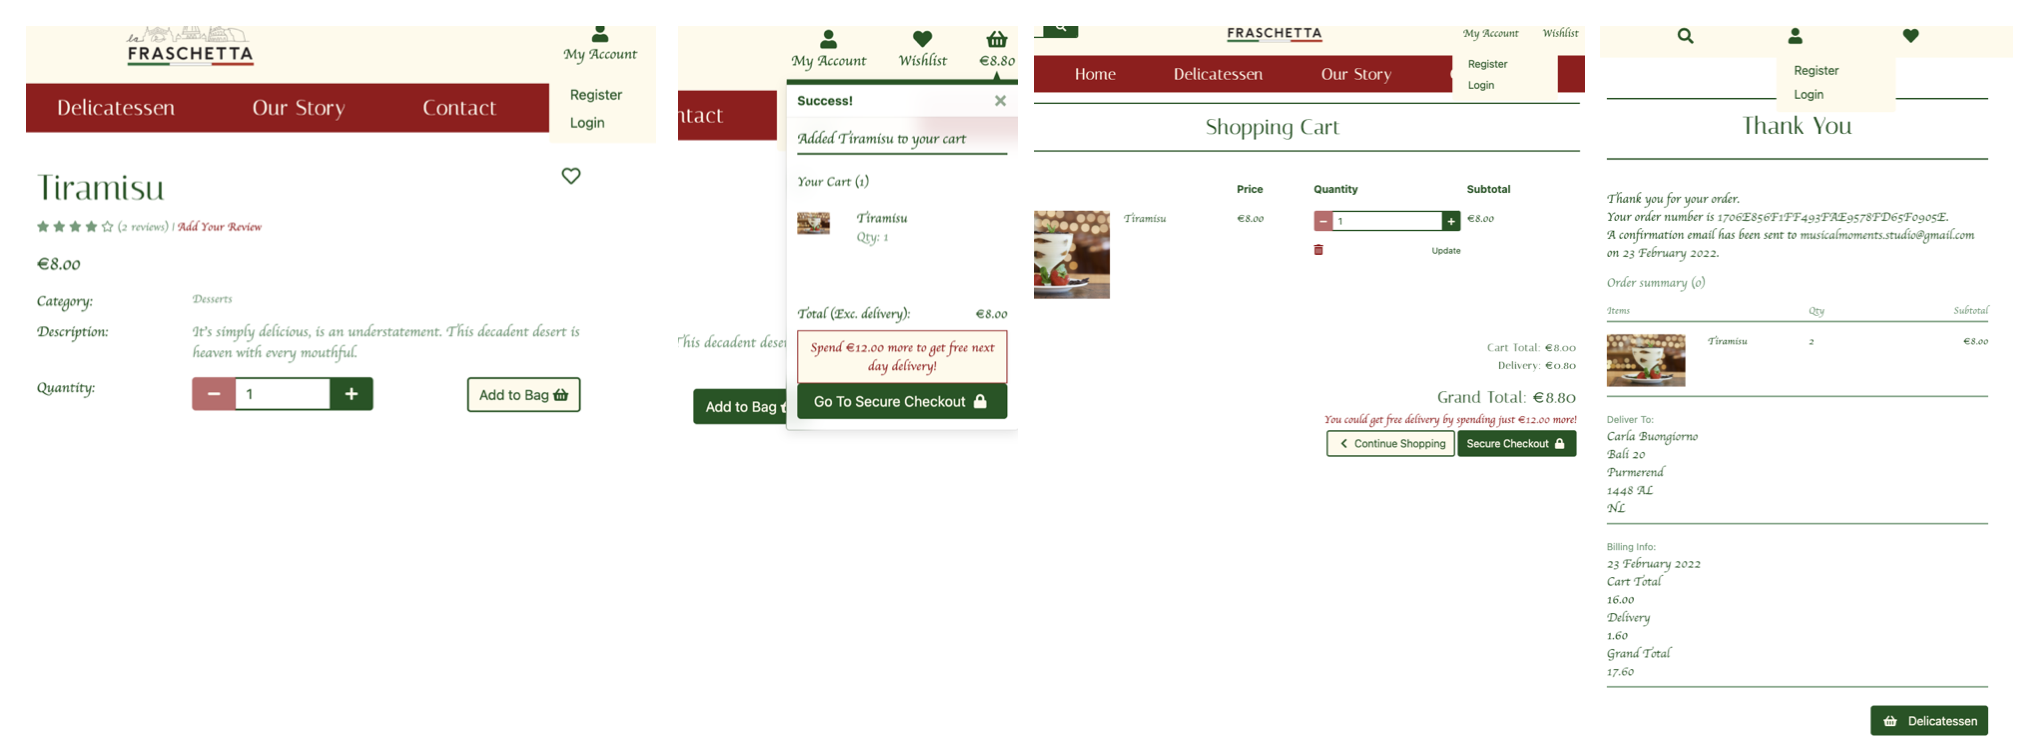 la
FRASCHETTA
My Account
Delicatessen
Our Story
Contact
Register
Login
Tiramisu
(2 reviews) | Add Your Review
€8.00
Category:
Desserts
Description:
It's simply delicious, is an understatement. This decadent desert is
heaven with every mouthful.
Quantity:
1
Add to Bag
My Account
Wishlist
€8.80
ntact
Success!
Added Tiramisu to your cart
Your Cart (1)
Tiramisu
Qty: 1
Total (Exc. delivery):
€8.00
Spend €12.00 more to get free next
day delivery!
Go To Secure Checkout
This decadent deser
Add to Bag
FRASCHETTA
My Account
Wishlist
Home
Delicatessen
Our Story
Register
Login
Shopping Cart
Price
Quantity
Subtotal
Tiramisu
€8.00
1
€8.00
Update
Cart Total: €8.00
Delivery: €0.80
Grand Total: €8.80
You could get free delivery by spending just €12.00 more!
Continue Shopping
Secure Checkout
Register
Login
Thank You
Thank you for your order.
Your order number is 1706E856F1FF493FAE9578FD65F0905E.
A confirmation email has been sent to musicalmoments.studio@gmail.com
on 23 February 2022.
Order summary (0)
Items
Qty
Subtotal
Tiramisu
2
€8.00
Deliver To:
Carla Buongiorno
Bali 20
Purmerend
1448 AL
NL
Billing Info:
23 February 2022
Cart Total
16.00
Delivery
1.60
Grand Total
17.60
Delicatessen